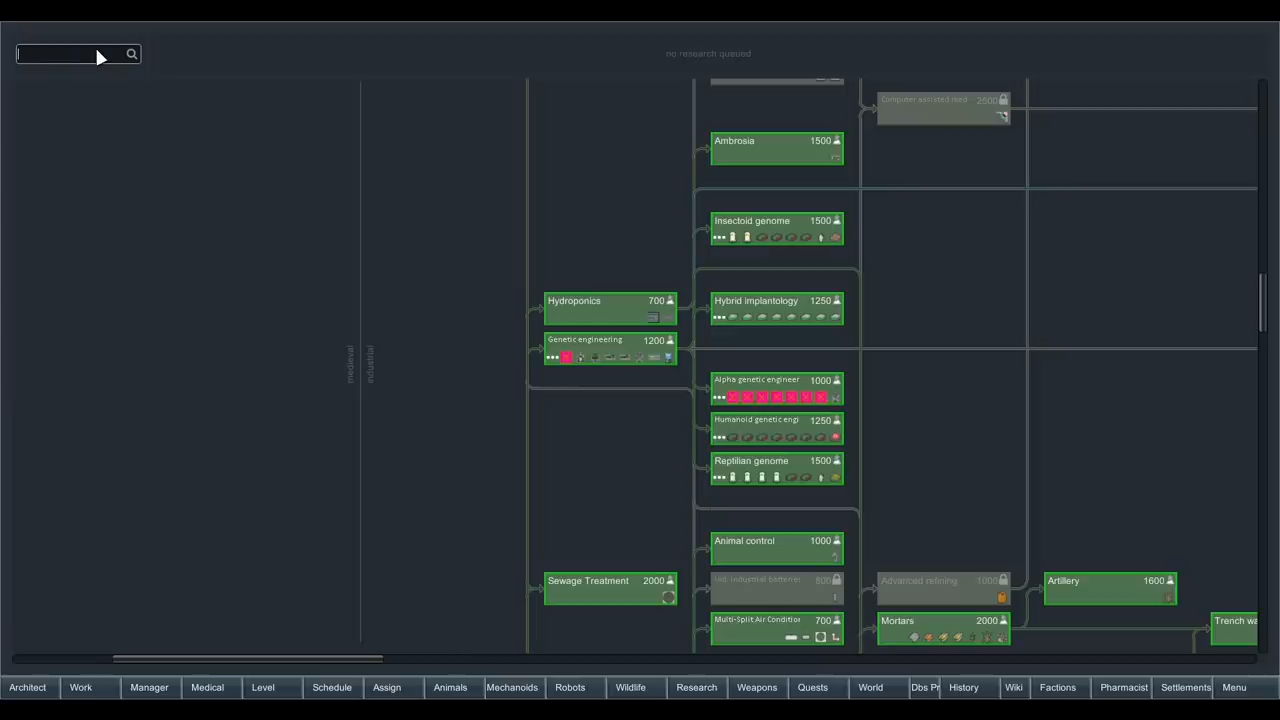 no research queued
Computer assisted med 2500
Ambrosia 1500
Insectoid genome 1500
Hydroponics 700
Hybrid implantology 1250
Genetic engineering 1200
medieval
industrial
Alpha genetic engineer 1000
Humanoid genetic engi 1250
Reptilian genome 1500
Animal control 1000
Sewage Treatment 2000
industrial batteries 800
Advanced refining 1000
Artillery 1600
Multi-Split Air Condition 700
Mortars 2000
Trench wa
Architect Work Manager Medical Level Schedule Assign Animals Mechanoids Robots Wildlife Research Weapons Quests World Dbs Pr History Wiki Factions Pharmacist Settlements Menu